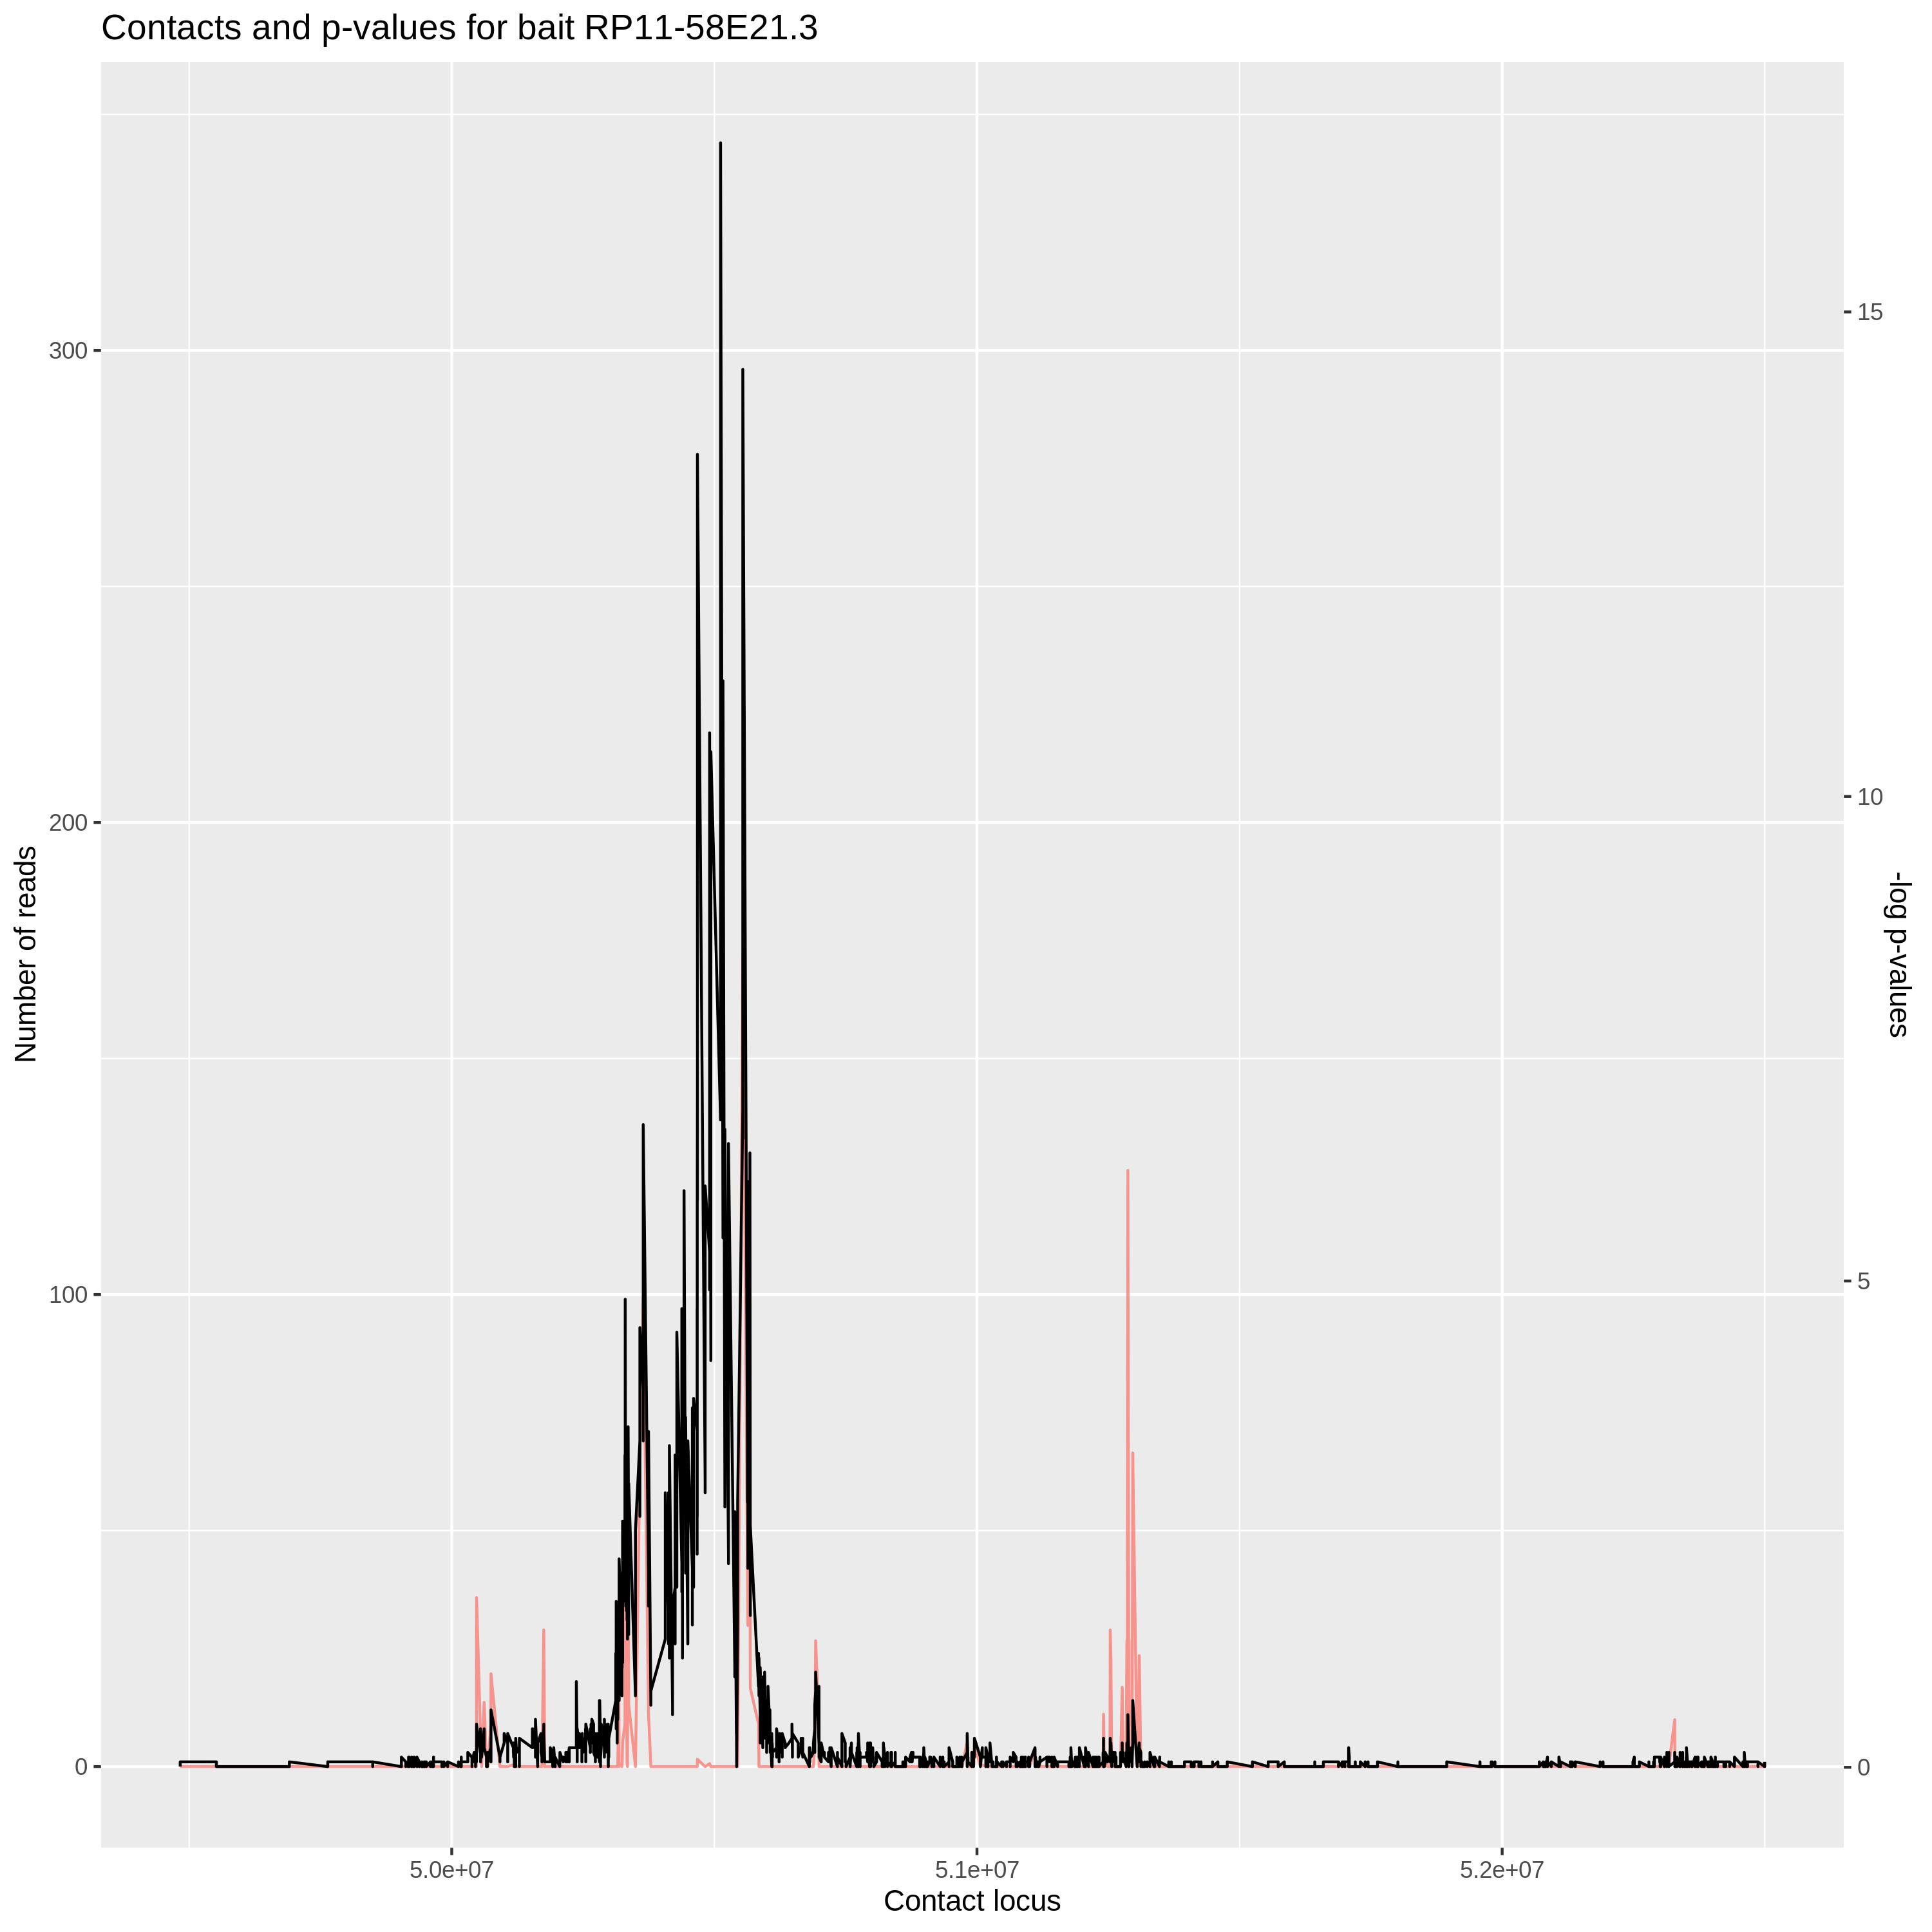 Contacts and p-values for bait RP11-58E21.3
300
200
100
0
15
10
5
0
Number of reads
-log p-values
5.0e+07
5.1e+07
5.2e+07
Contact locus